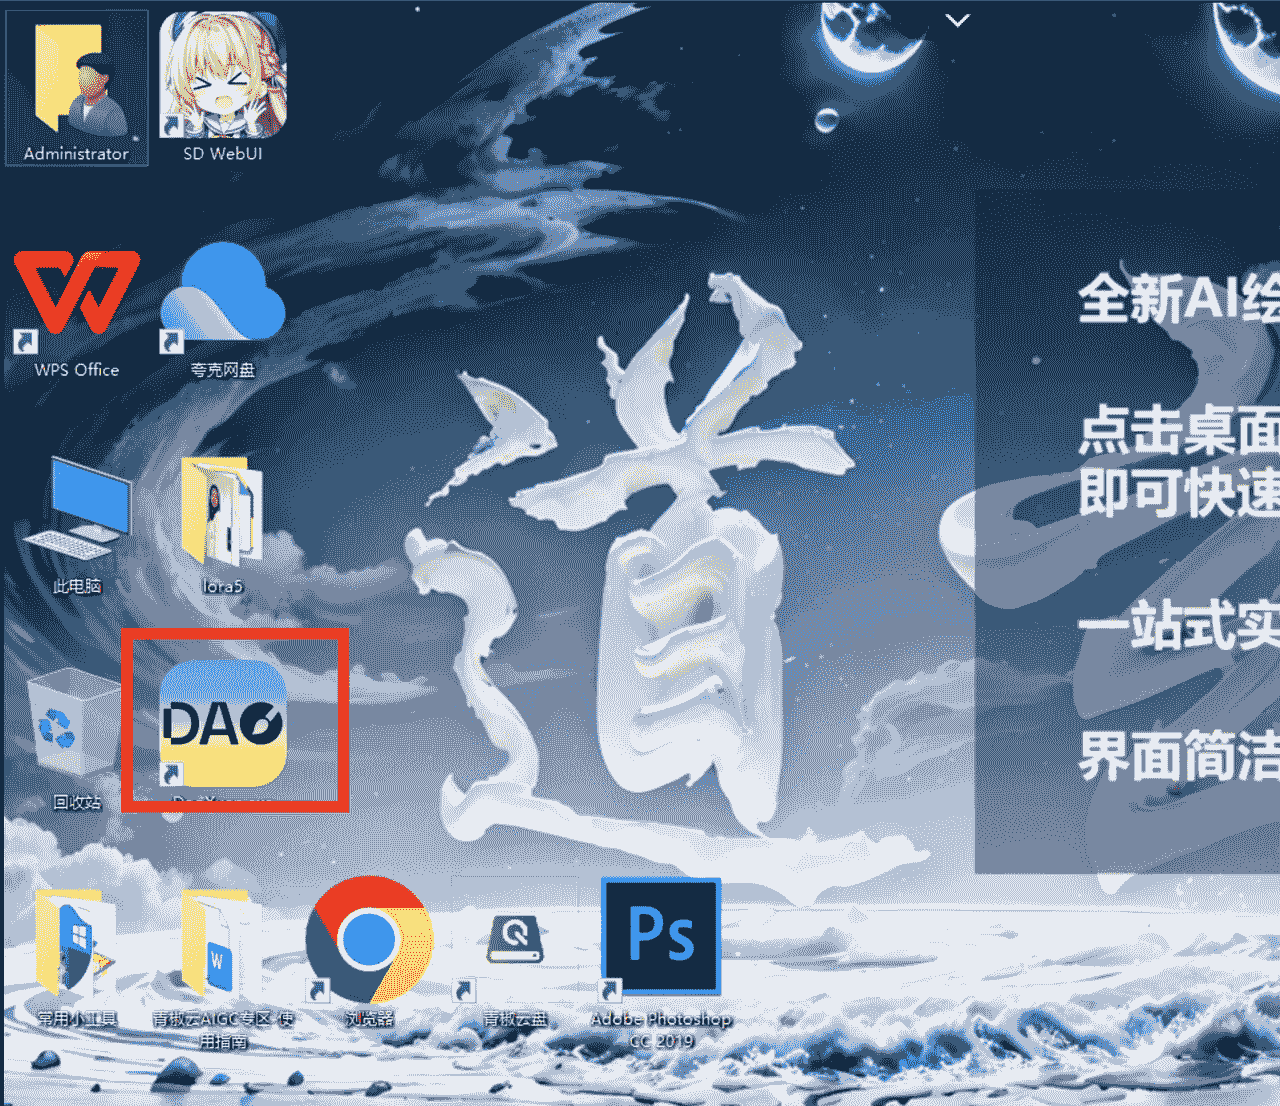 Administrator
SD WebUI
WPS Office
夸克网盘
此电脑
lora5
回收站
DAO
常用小工具
青椒云AIGC专区 使
用指南
浏览器
青椒云盘
Ps
Adobe Photoshop
CC 2019
道
全新AI绘
点击桌面
即可快速
一站式实
界面简洁